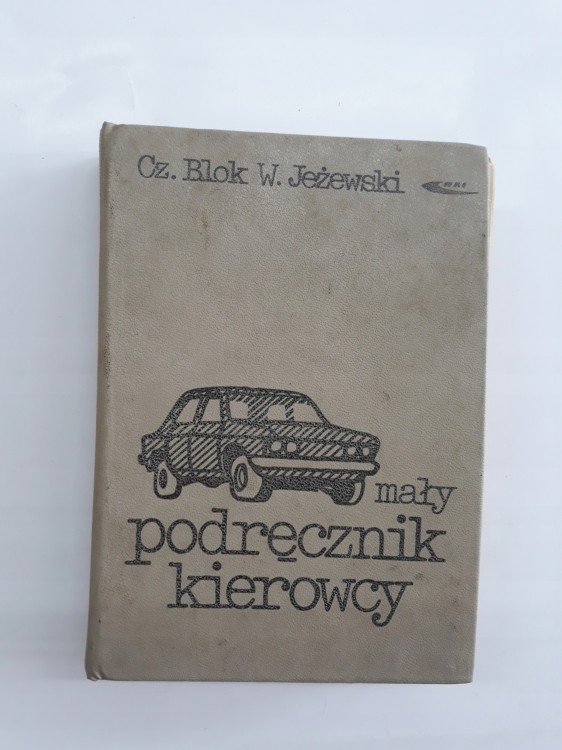 Cz. Blok W. Jeżewski
mały
podręcznik
kierowcy